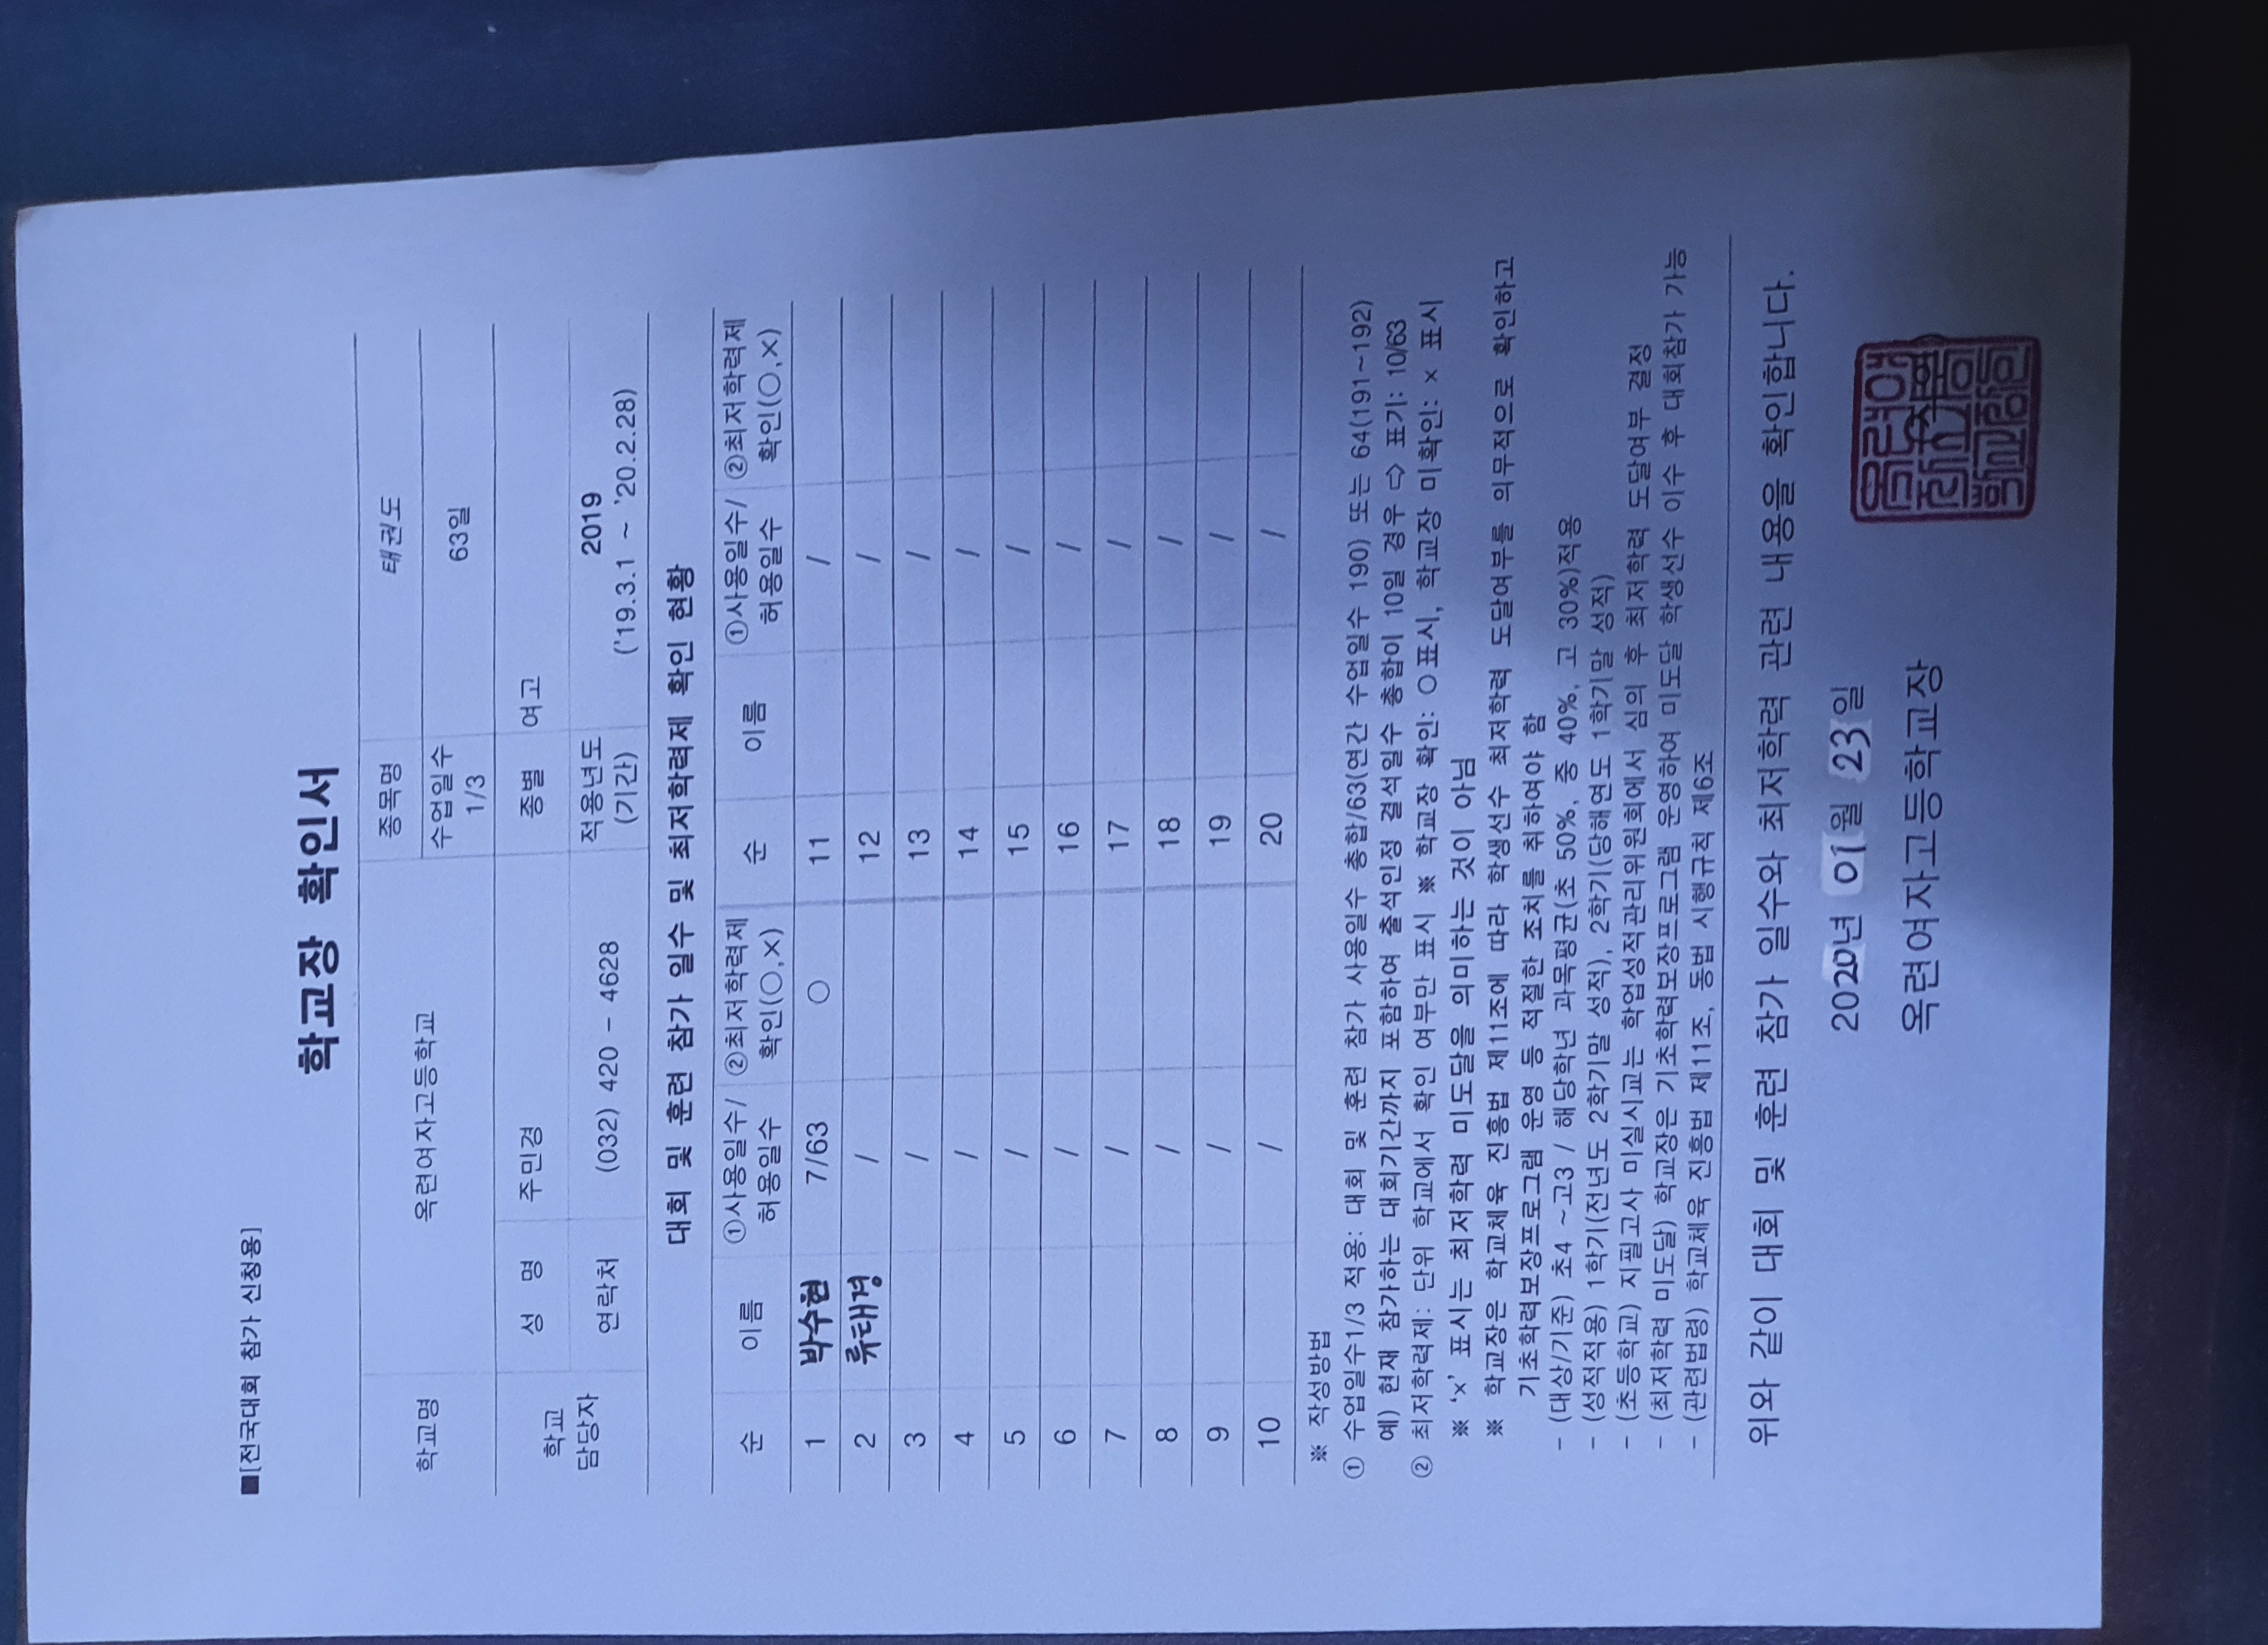 ■[전국대회 참가 신청용]
학교장 확인서
학교명 옥련여자고등학교 종목명 태권도
수업일수 1/3 63일
학교 담당자 성 명 주민경 종별 여고
연락처 (032) 420 - 4628 적용년도 (기간) 2019 ('19.3.1 ~ '20.2.28)
대회 및 훈련 참가 일수 및 최저학력제 확인 현황
순 이름 ①사용일수/허용일수 ②최저학력제 확인(○,×) 순 이름 ①사용일수/허용일수 ②최저학력제 확인(○,×)
1 박수현 7/63 ○ 11 /
2 류태경 / 12 /
3 / 13 /
4 / 14 /
5 / 15 /
6 / 16 /
7 / 17 /
8 / 18 /
9 / 19 /
10 / 20 /
※ 작성방법
① 수업일수1/3 적용: 대회 및 훈련 참가 사용일수 총합/63(연간 수업일수 190) 또는 64(191~192)
예) 현재 참가하는 대회기간까지 포함하여 출석인정 결석일수 총합이 10일 경우 ⇨ 표기: 10/63
② 최저학력제: 단위 학교에서 확인 여부만 표시 ※ 학교장 확인: ○표시, 학교장 미확인: × 표시
※ ‘×’ 표시는 최저학력 미도달을 의미하는 것이 아님
※ 학교장은 학교체육 진흥법 제11조에 따라 학생선수 최저학력 도달여부를 의무적으로 확인하고
기초학력보장프로그램 운영 등 적절한 조치를 취하여야 함
- (대상/기준) 초4 ~고3 / 해당학년 과목평균(초 50%, 중 40%, 고 30%)적용
- (성적적용) 1학기(전년도 2학기말 성적), 2학기(당해연도 1학기말 성적)
- (초등학교) 지필고사 미실시교는 학업성적관리위원회에서 심의 후 최저학력 도달여부 결정
- (최저학력 미도달) 학교장은 기초학력보장프로그램 운영하여 미도달 학생선수 이수 후 대회참가 가능
- (관련법령) 학교체육 진흥법 제11조, 동법 시행규칙 제6조
위와 같이 대회 및 훈련 참가 일수와 최저학력 관련 내용을 확인합니다.
2020년 01월 23일
옥련여자고등학교장 (직인)